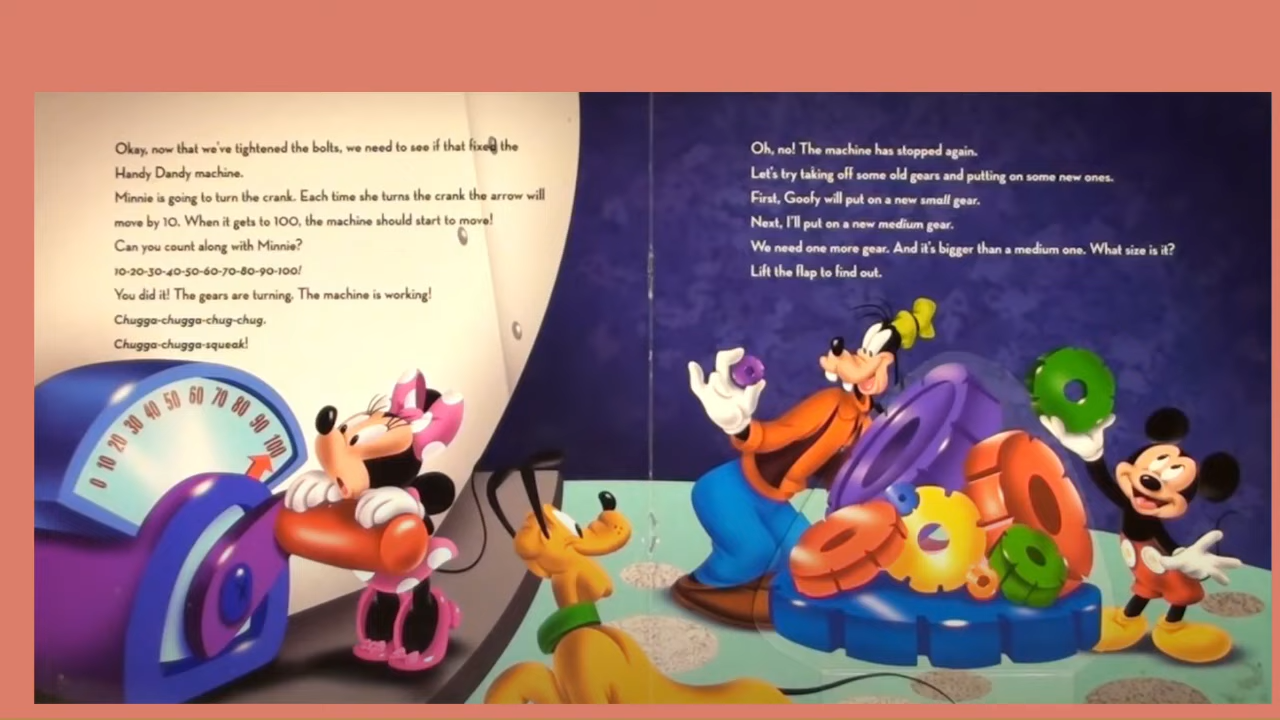 Okay, now that we've tightened the bolts, we need to see if that fixed the
Handy Dandy machine.
Minnie is going to turn the crank. Each time she turns the crank the arrow will
move by 10. When it gets to 100, the machine should start to move!
Can you count along with Minnie?
10-20-30-40-50-60-70-80-90-100!
You did it! The gears are turning. The machine is working!
Chugga-chugga-chug-chug.
Chugga-chugga-squeak!
0 10 20 30 40 50 60 70 80 90 100
Oh, no! The machine has stopped again.
Let's try taking off some old gears and putting on some new ones.
First, Goofy will put on a new small gear.
Next, I'll put on a new medium gear.
We need one more gear. And it's bigger than a medium one. What size is it?
Lift the flap to find out.